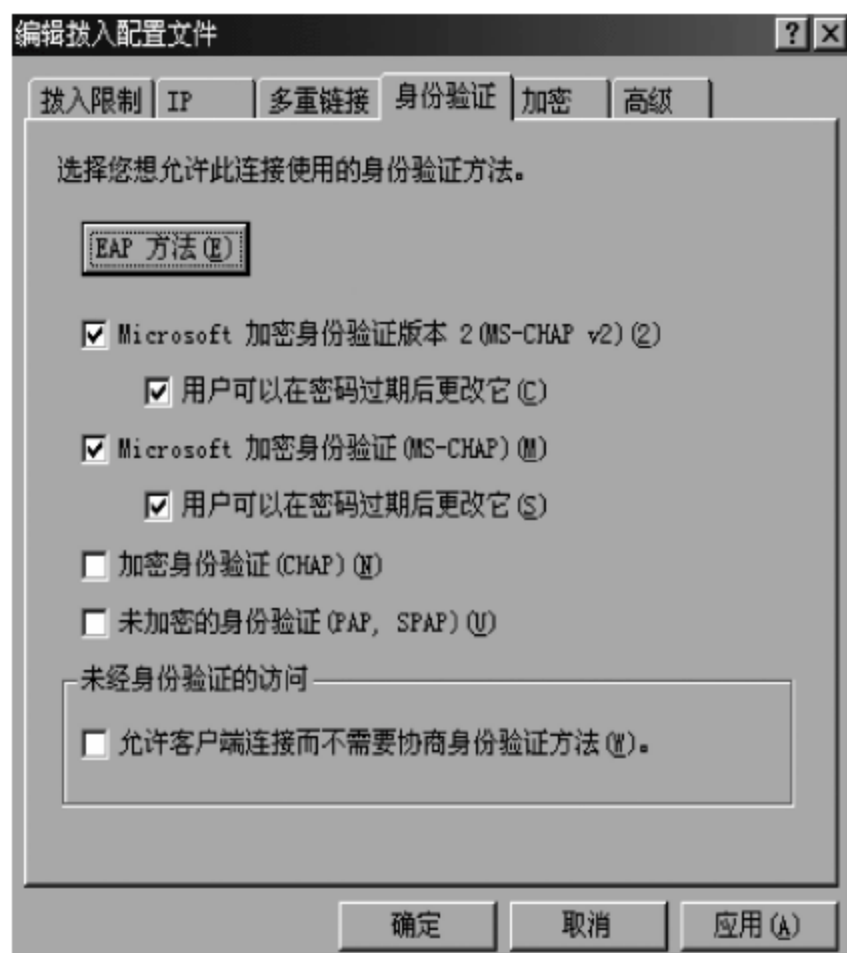 编辑拨入配置文件
拨入限制 IP 多重链接 身份验证 加密 高级
选择您想允许此连接使用的身份验证方法。
EAP 方法(E)
Microsoft 加密身份验证版本 2(MS-CHAP v2)(2)
用户可以在密码过期后更改它(C)
Microsoft 加密身份验证(MS-CHAP)(M)
用户可以在密码过期后更改它(S)
加密身份验证(CHAP)(N)
未加密的身份验证(PAP, SPAP)(U)
未经身份验证的访问
允许客户端连接而不需要协商身份验证方法(W)。
确定 取消 应用(A)